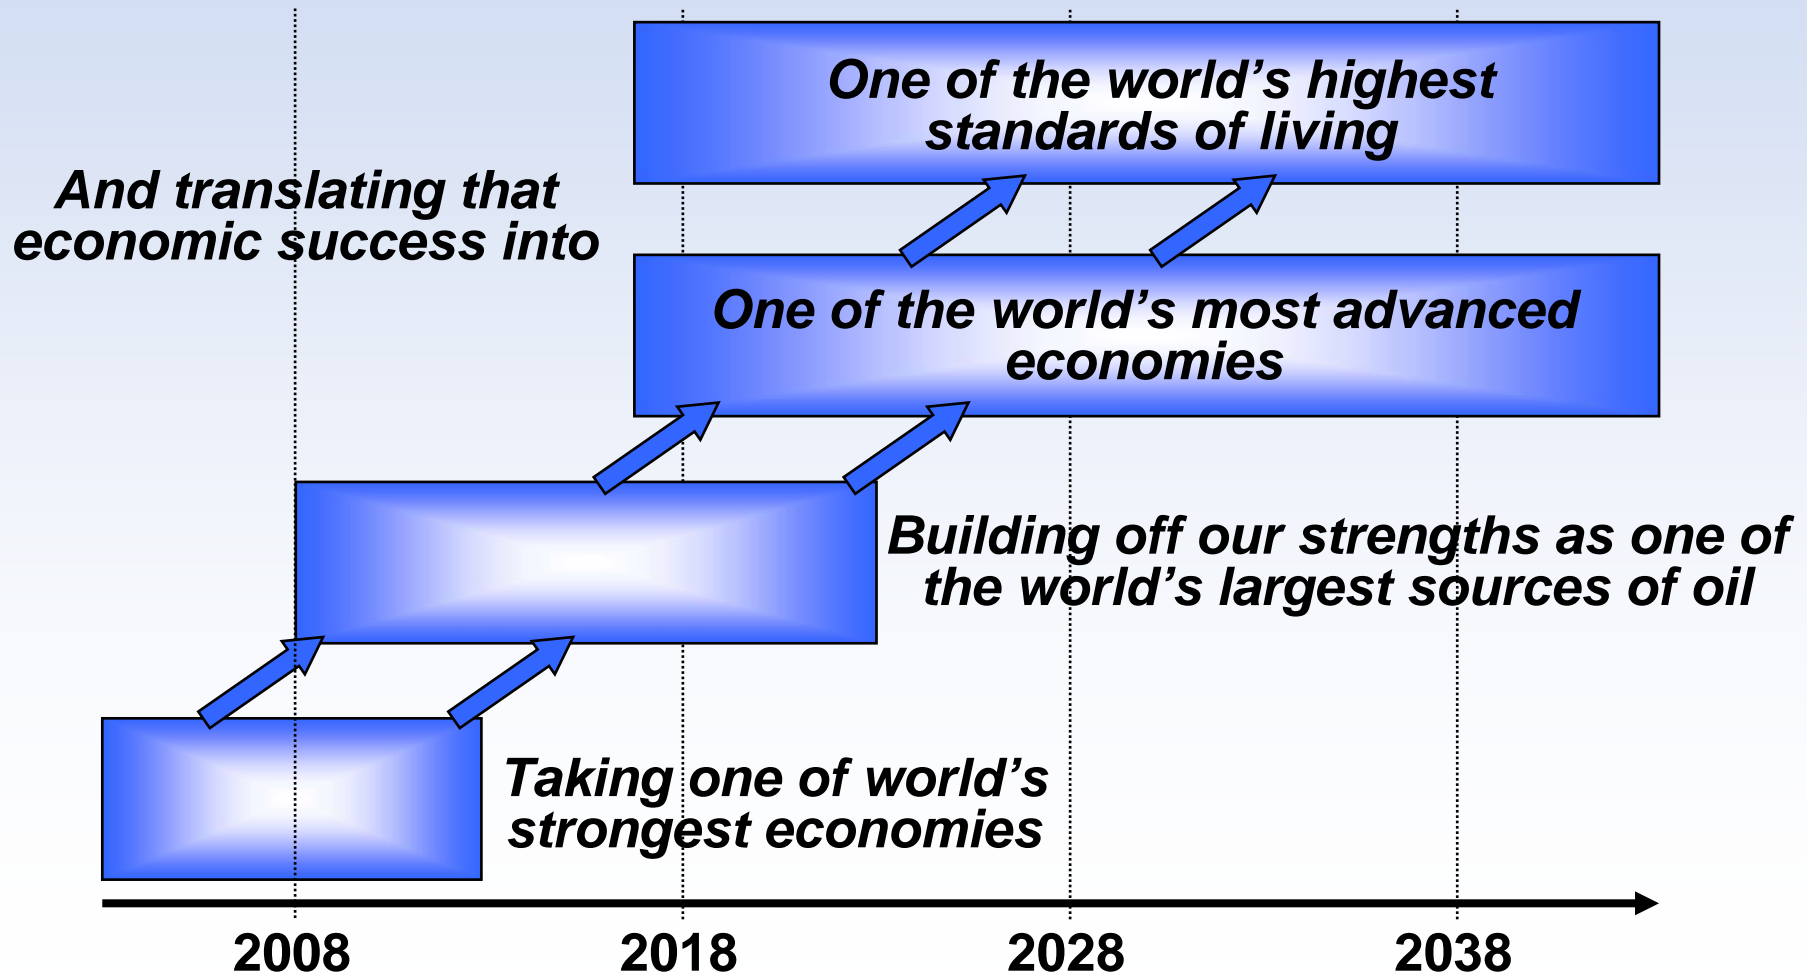 One of the world's highest
standards of living
And translating that
economic success into
One of the world's most advanced
economies
Building off our strengths as one of
the world's largest sources of oil
Taking one of world's
strongest economies
2008 2018 2028 2038